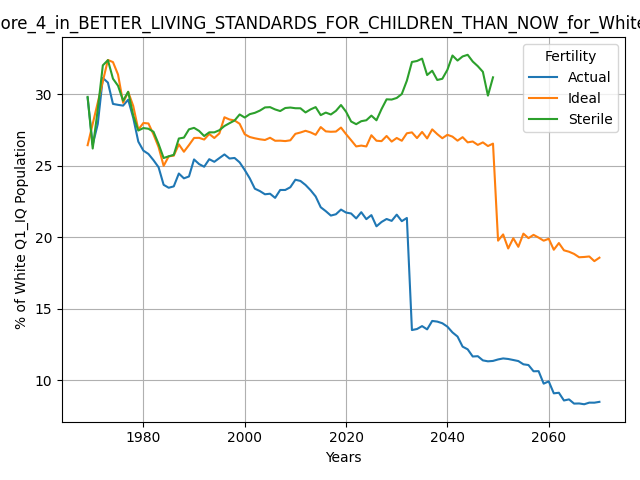 ore_4_in_BETTER_LIVING_STANDARDS_FOR_CHILDREN_THAN_NOW_for_White
Fertility
Actual
Ideal
Sterile
% of White Q1_IQ Population
30
25
20
15
10
1980
2000
2020
2040
2060
Years